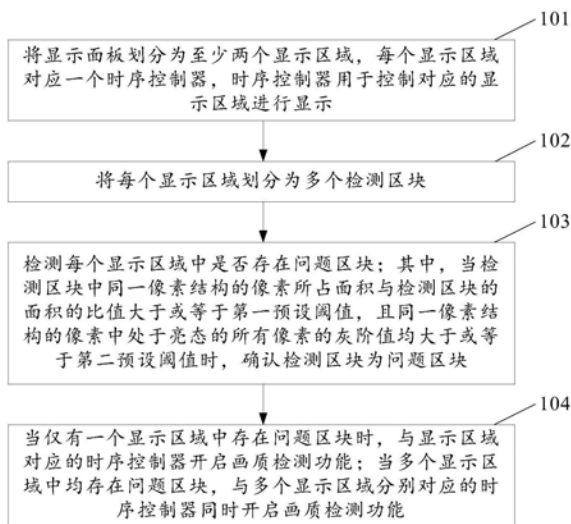 101
将显示面板划分为至少两个显示区域，每个显示区域
对应一个时序控制器，时序控制器用于控制对应的显
示区域进行显示
102
将每个显示区域划分为多个检测区块
103
检测每个显示区域中是否存在问题区块；其中，当检
测区块中同一像素结构的像素所占面积与检测区块的
面积的比值大于或等于第一预设阈值，且同一像素结
构的像素中处于亮态的所有像素的灰阶值均大于或等
于第二预设阈值时，确认检测区块为问题区块
104
当仅有一个显示区域中存在问题区块时，与显示区域
对应的时序控制器开启画质检测功能；当多个显示区
域中均存在问题区块，与多个显示区域分别对应的时
序控制器同时开启画质检测功能